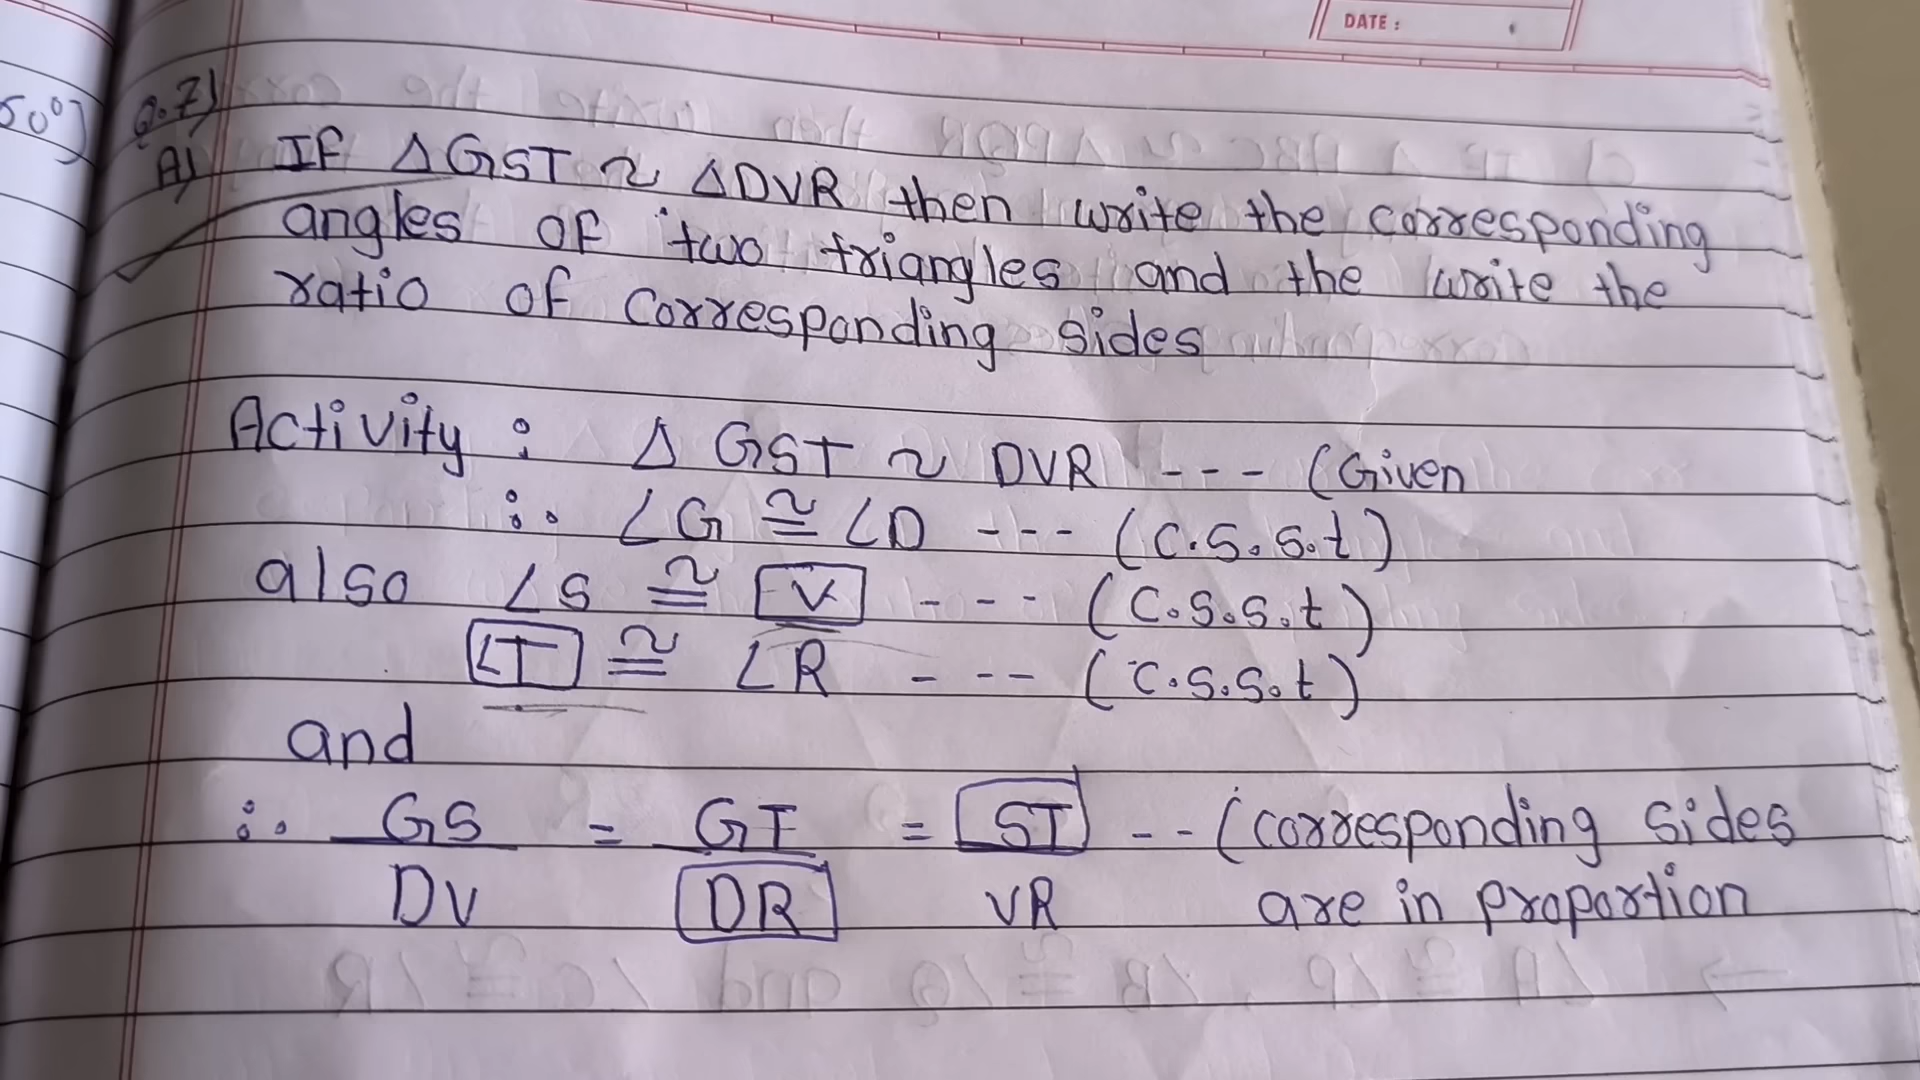 DATE :
50°)
Q.7)
A) If Δ GST ~ ΔDVR then write the corresponding
angles of two triangles and the write the
ratio of corresponding sides
Activity : Δ GST ~ DVR --- (Given
∴ ∠G ≅ ∠D --- (C.S.S.t)
also ∠S ≅ V --- (C.S.S.t)
∠T ≅ ∠R --- (C.S.S.t)
and
∴ GS = GT = ST -- (corresponding sides
DV DR VR are in proportion